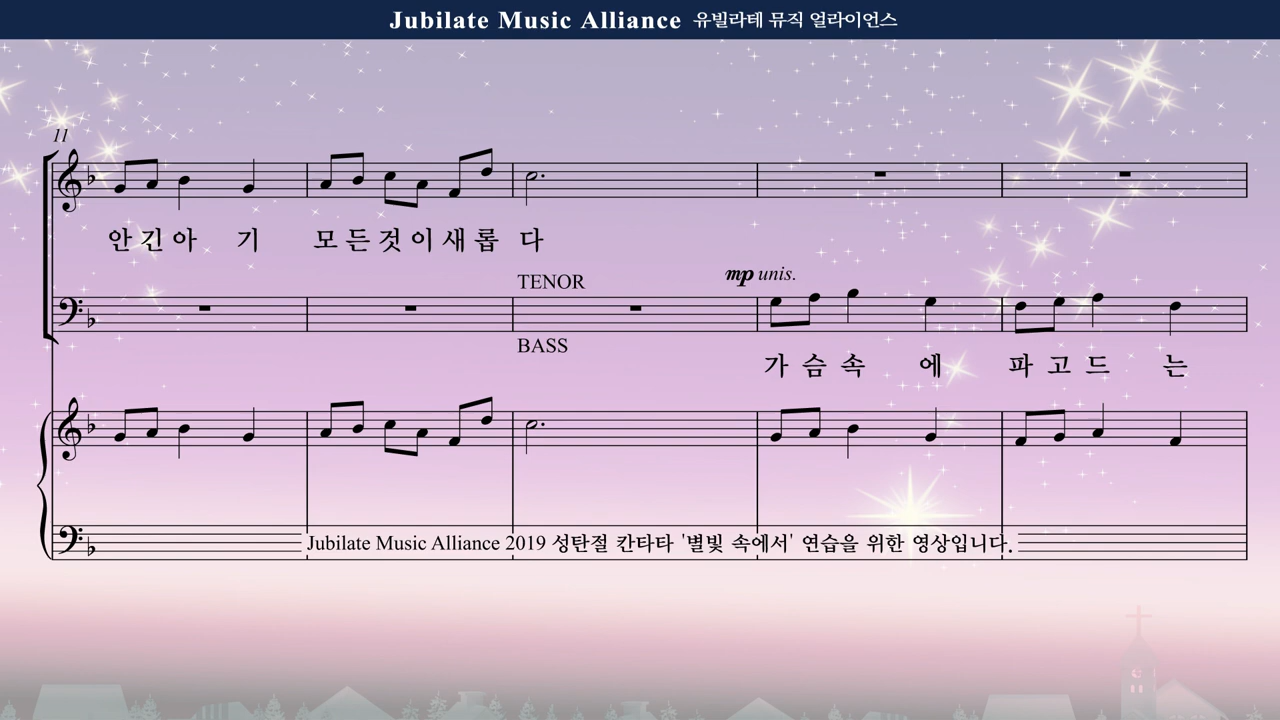 Jubilate Music Alliance 유빌라테 뮤직 얼라이언스
11
안 긴 아 기 모 든 것 이 새 롭 다
TENOR
mp unis.
BASS
가 슴 속 에 파 고 드 는
Jubilate Music Alliance 2019 성탄절 칸타타 '별빛 속에서' 연습을 위한 영상입니다.